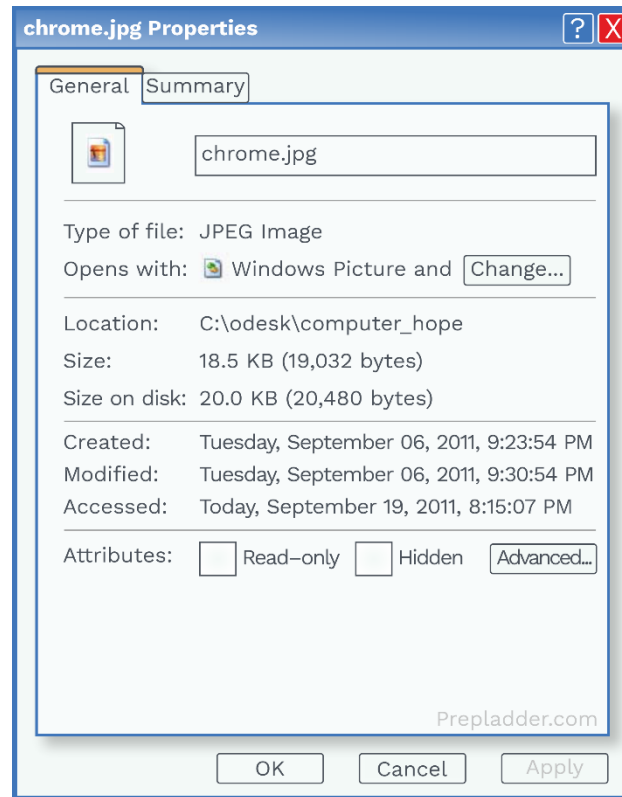 chrome.jpg Properties ? X
General Summary
chrome.jpg
Type of file: JPEG Image
Opens with: Windows Picture and Change...
Location: C:\odesk\computer_hope
Size: 18.5 KB (19,032 bytes)
Size on disk: 20.0 KB (20,480 bytes)
Created: Tuesday, September 06, 2011, 9:23:54 PM
Modified: Tuesday, September 06, 2011, 9:30:54 PM
Accessed: Today, September 19, 2011, 8:15:07 PM
Attributes: Read-only Hidden Advanced...
Prepladder.com
OK Cancel Apply